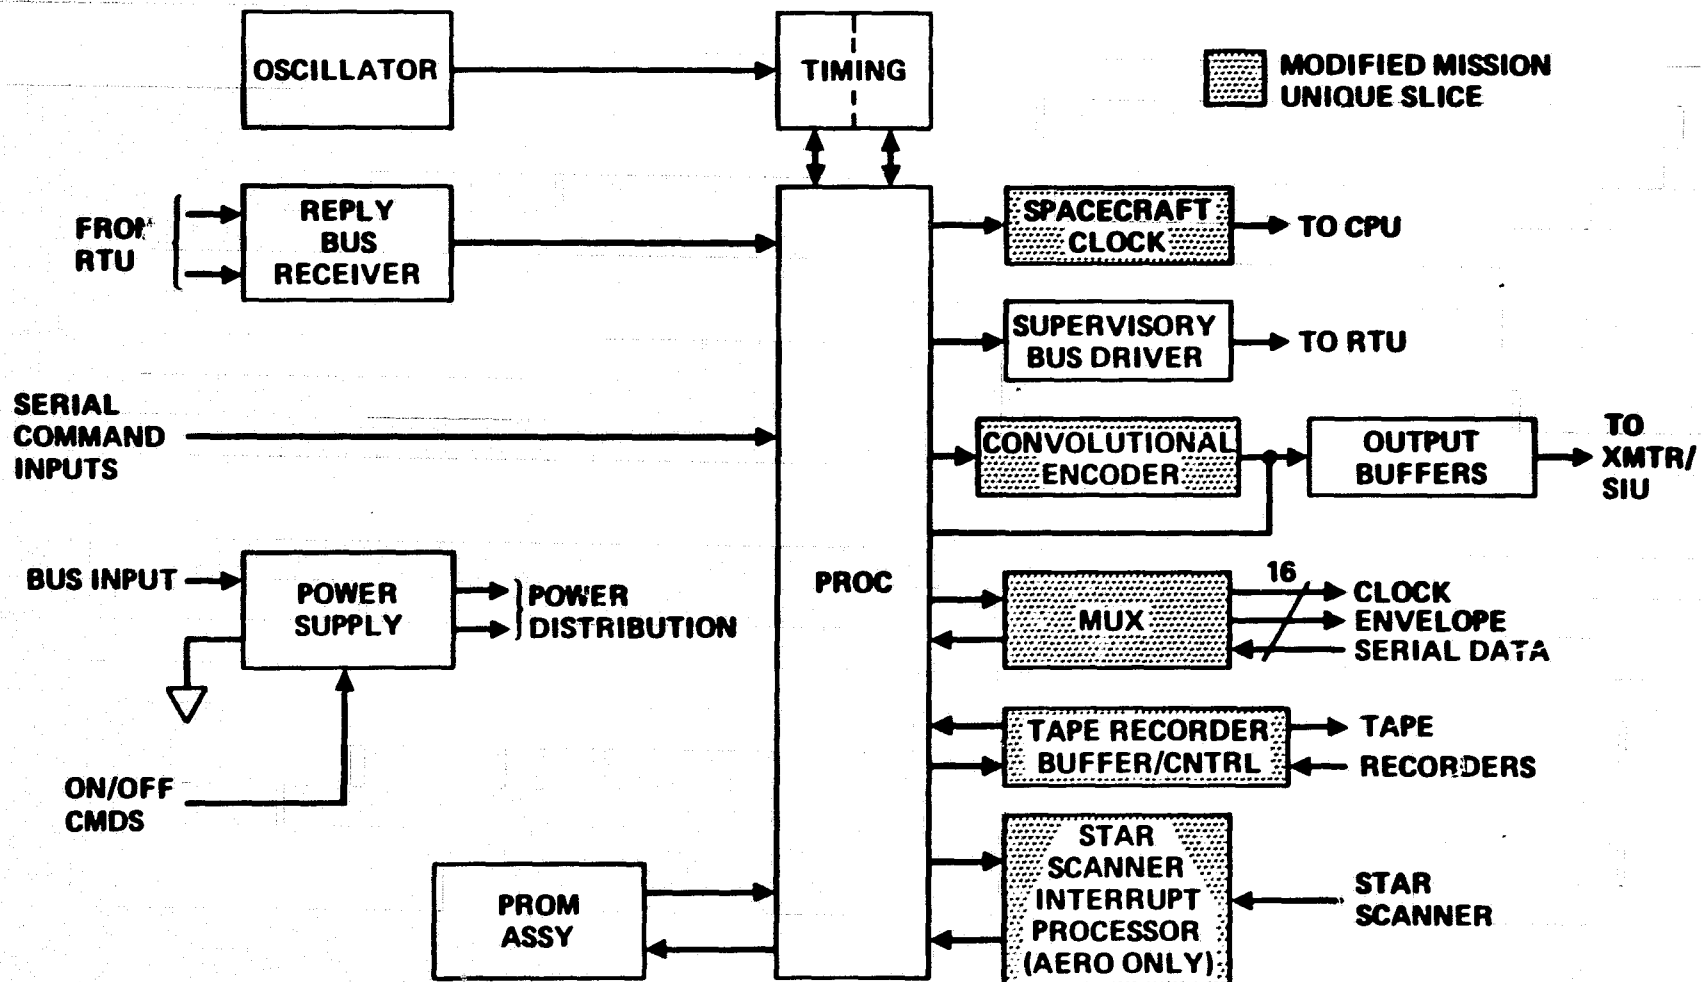 OSCILLATOR
TIMING
MODIFIED MISSION
UNIQUE SLICE
FROM
RTU
REPLY
BUS
RECEIVER
SPACECRAFT
CLOCK
TO CPU
SUPERVISORY
BUS DRIVER
TO RTU
SERIAL
COMMAND
INPUTS
CONVOLUTIONAL
ENCODER
OUTPUT
BUFFERS
TO
XMTR/
SIU
BUS INPUT
POWER
SUPPLY
POWER
DISTRIBUTION
PROC
MUX
16
CLOCK
ENVELOPE
SERIAL DATA
TAPE RECORDER
BUFFER/CNTRL
TAPE
RECORDERS
ON/OFF
CMDS
PROM
ASSY
STAR
SCANNER
INTERRUPT
PROCESSOR
(AERO ONLY)
STAR
SCANNER